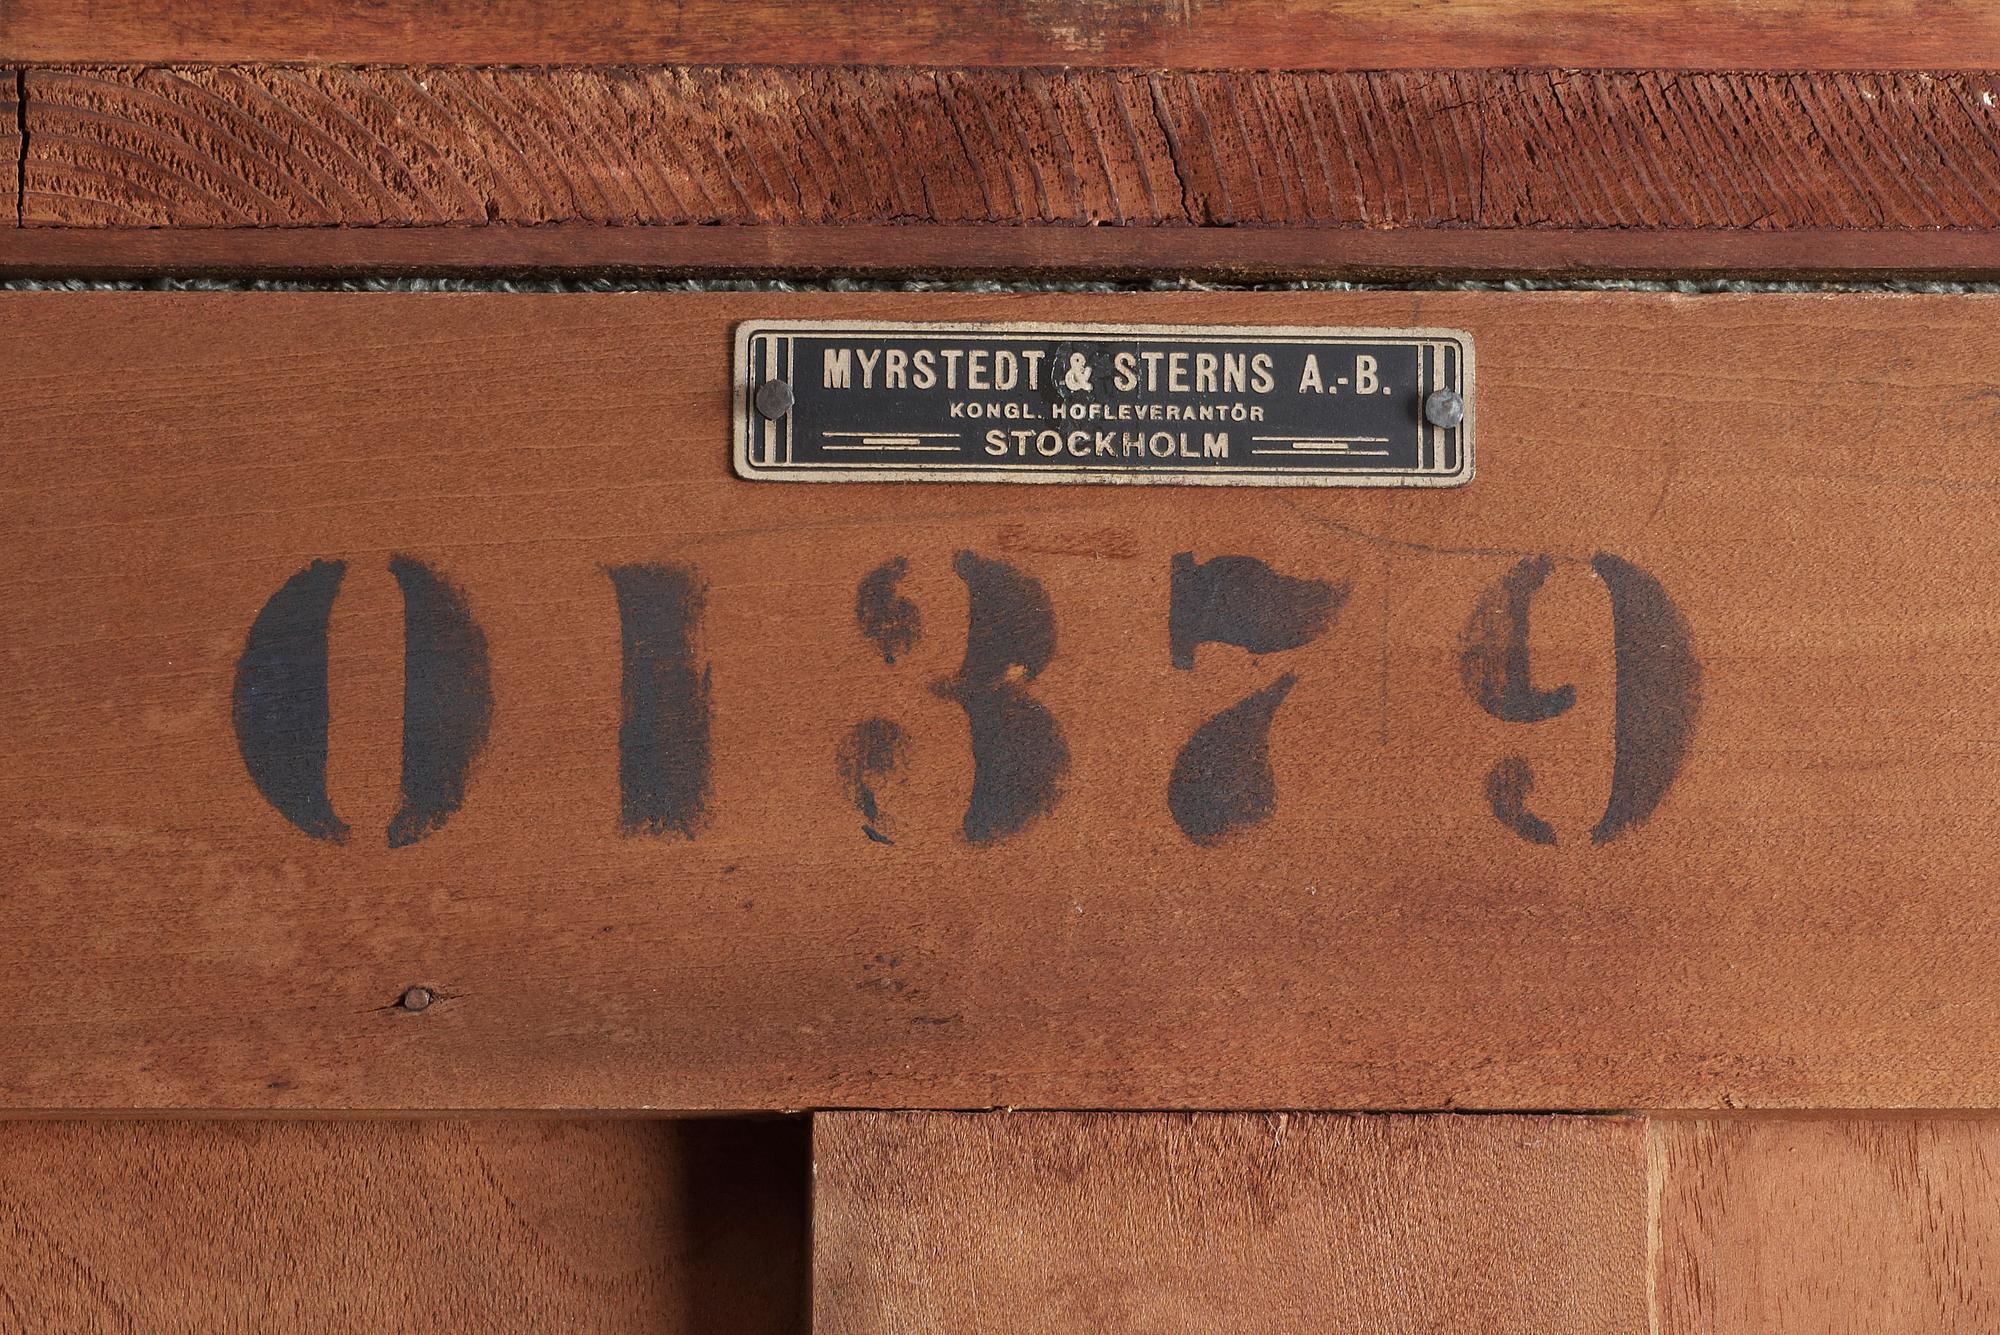 MYRSTEDT & STERNS A.-B.
KONGL. HOFLEVERANTÖR
STOCKHOLM
01379